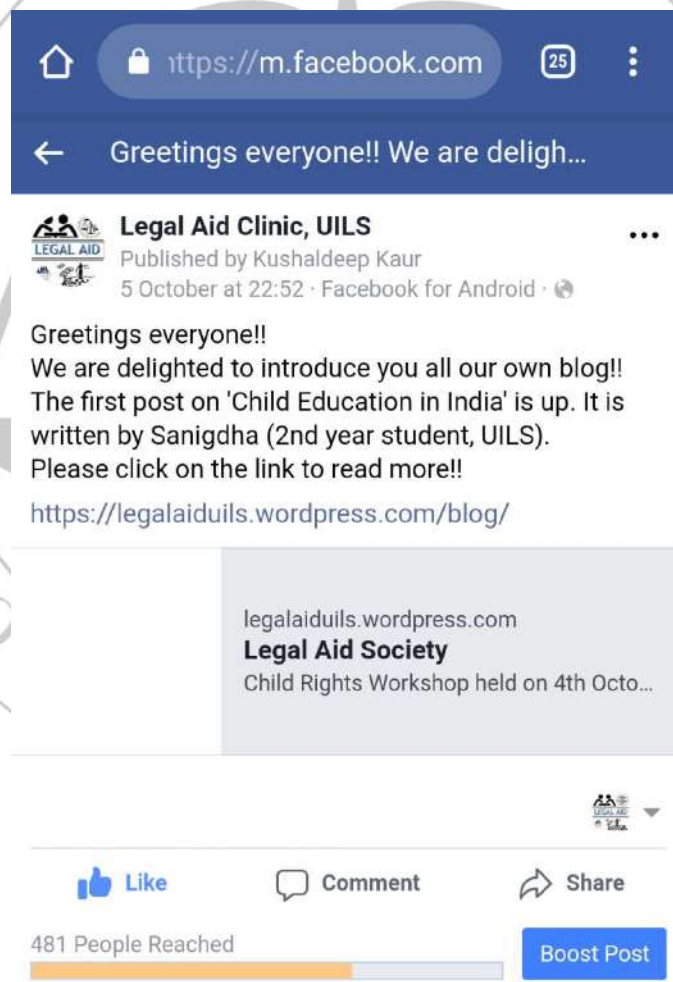 https://m.facebook.com 25
Greetings everyone!! We are deligh...
Legal Aid Clinic, UILS
LEGAL AID
Published by Kushaldeep Kaur
5 October at 22:52 · Facebook for Android ·
Greetings everyone!!
We are delighted to introduce you all our own blog!!
The first post on 'Child Education in India' is up. It is
written by Sanigdha (2nd year student, UILS).
Please click on the link to read more!!
https://legalaiduils.wordpress.com/blog/
legalaiduils.wordpress.com
Legal Aid Society
Child Rights Workshop held on 4th Octo...
LEGAL AID
Like Comment Share
481 People Reached
Boost Post